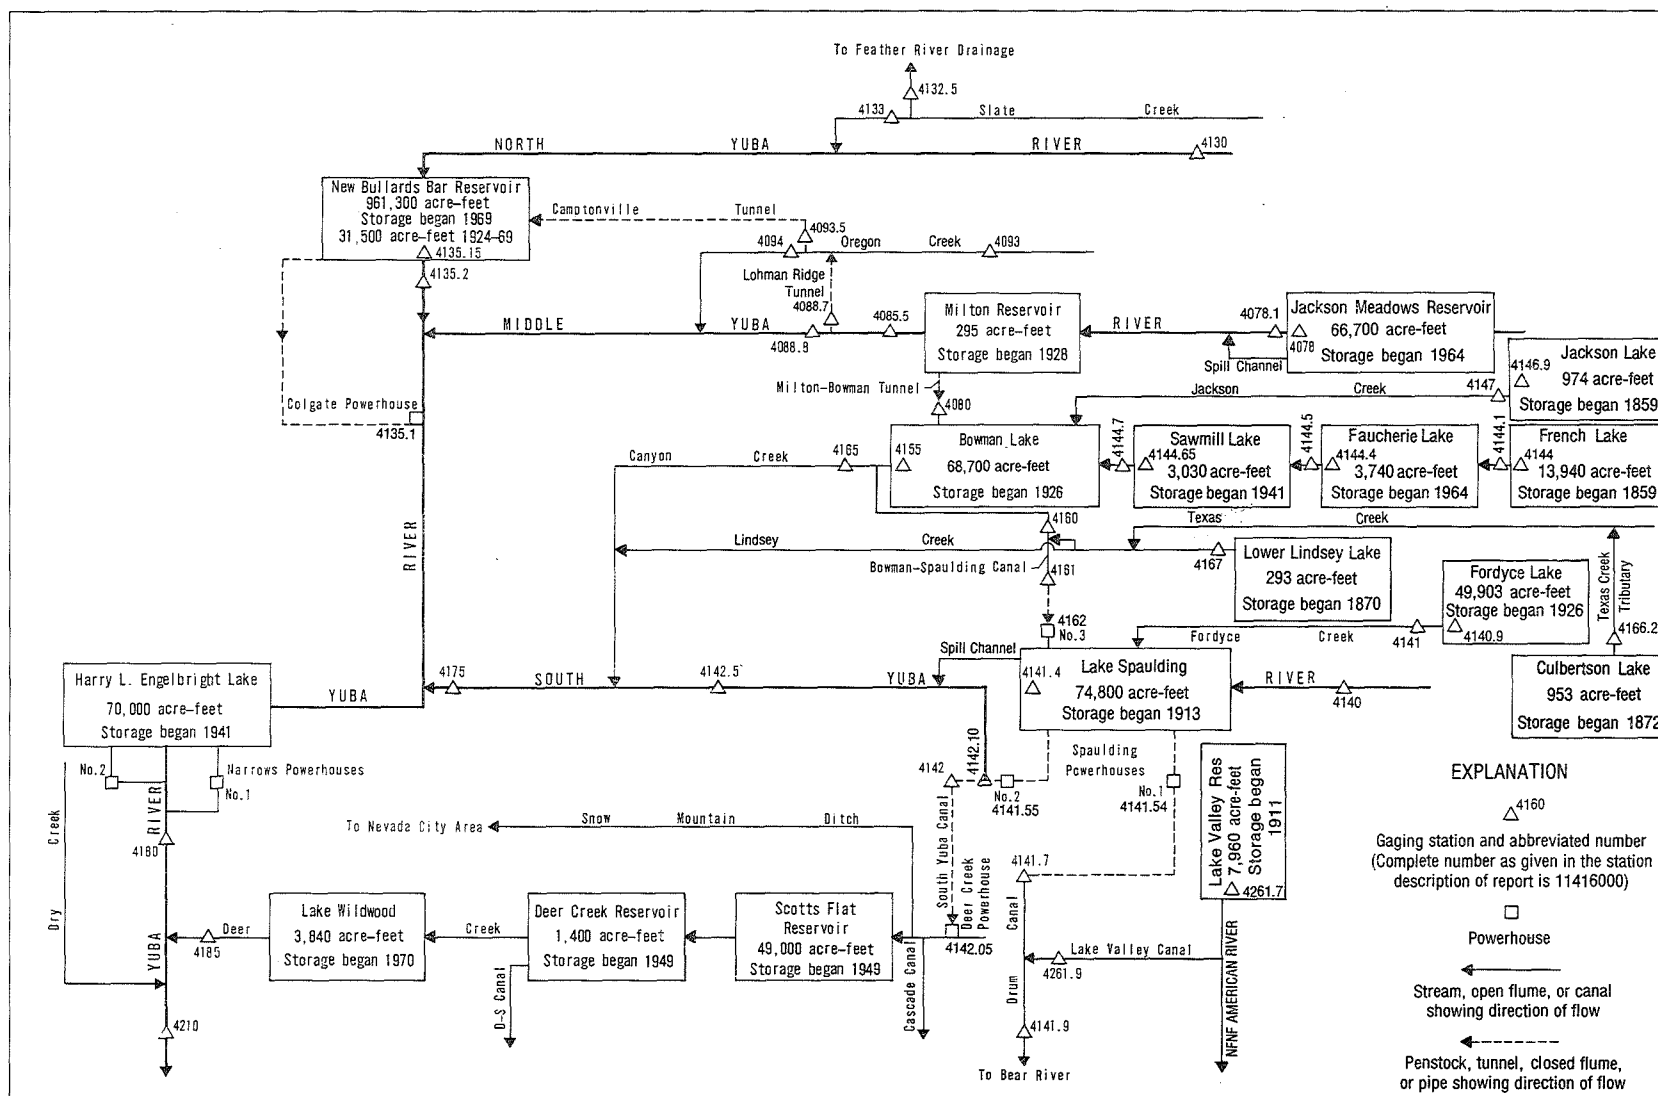 To Feather River Drainage
4132.5
4133
Slate Creek
NORTH YUBA RIVER
4130
New Bullards Bar Reservoir
961,300 acre-feet
Storage began 1969
31,500 acre-feet 1924-69
4135.15
4135.2
Camptonville Tunnel
4093.5
4094
Oregon Creek
4093
Lohman Ridge
Tunnel
4088.7
4085.5
MIDDLE YUBA RIVER
4088.8
Milton Reservoir
295 acre-feet
Storage began 1928
4078.1
Jackson Meadows Reservoir
66,700 acre-feet
4078
Storage began 1964
Spill Channel
Jackson Lake
4146.9
974 acre-feet
Storage began 1859
4147
Jackson Creek
Milton-Bowman Tunnel
4080
Colgate Powerhouse
4135.1
Canyon Creek
4165
Bowman Lake
4155
68,700 acre-feet
Storage began 1926
4144.7
Sawmill Lake
4144.65
3,030 acre-feet
Storage began 1941
4144.5
Faucherie Lake
4144.4
3,740 acre-feet
Storage began 1964
4144.1
French Lake
4144
13,940 acre-feet
Storage began 1859
4160
Texas Creek
Lindsey Creek
Bowman-Spaulding Canal
4161
4167
Lower Lindsey Lake
293 acre-feet
Storage began 1870
Fordyce Lake
49,903 acre-feet
Storage began 1926
4140.9
4141
Fordyce Creek
Texas Creek
Tributary
4166.2
Culbertson Lake
953 acre-feet
Storage began 1872
4162
No.3
Spill Channel
Lake Spaulding
4141.4
74,800 acre-feet
Storage began 1913
RIVER
4140
RIVER
4175
SOUTH YUBA
4142.5
Harry L. Englebright Lake
70,000 acre-feet
Storage began 1941
YUBA
No.2
Narrows Powerhouses
No.1
RIVER
4180
Dry Creek
4142.10
4142
No.2
4141.55
Spaulding
Powerhouses
No.1
4141.54
Lake Valley Res
7,960 acre-feet
Storage began
1911
4261.7
To Nevada City Area
Snow Mountain Ditch
South Yuba Canal
Deer Creek
Powerhouse
4142.05
4141.7
Drum Canal
Lake Valley Canal
4261.9
4141.9
To Bear River
NFNF AMERICAN RIVER
Scotts Flat
Reservoir
49,000 acre-feet
Storage began 1949
Cascade Canal
Deer Creek Reservoir
1,400 acre-feet
Storage began 1949
D-S Canal
Lake Wildwood
3,840 acre-feet
Storage began 1970
Deer Creek
4185
YUBA
4210
EXPLANATION
4160
Gaging station and abbreviated number
(Complete number as given in the station
description of report is 11416000)
Powerhouse
Stream, open flume, or canal
showing direction of flow
Penstock, tunnel, closed flume,
or pipe showing direction of flow